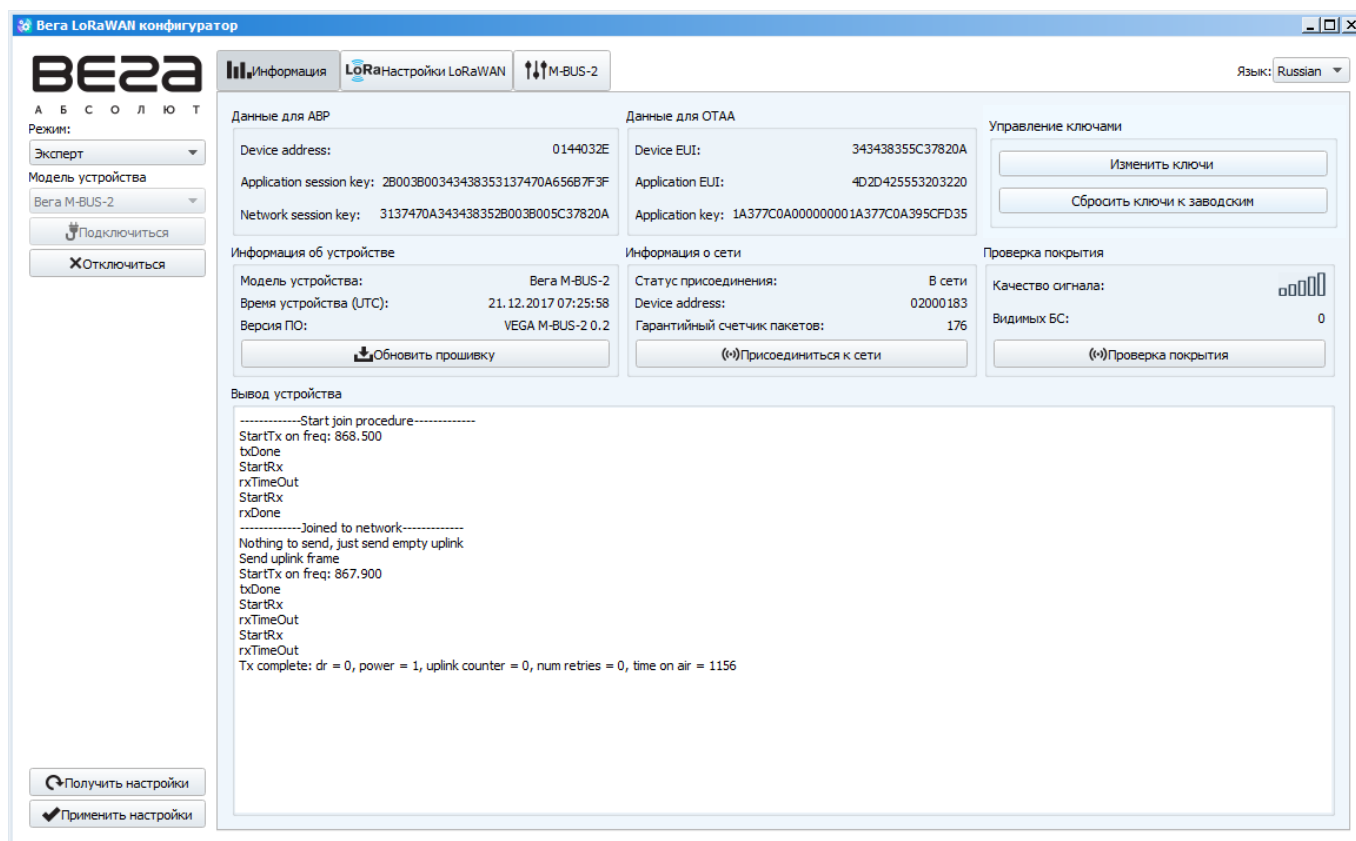 Вега LoRaWAN конфигуратор
ВЕГА
АБСОЛЮТ
Режим:
Эксперт
Модель устройства
Вега M-BUS-2
Подключиться
Отключиться
Получить настройки
Применить настройки
Информация
LoRa Настройки LoRaWAN
M-BUS-2
Язык: Russian
Данные для ABP
Device address: 0144032E
Application session key: 2B003B00343438353137470A656B7F3F
Network session key: 3137470A343438352B003B005C37820A
Данные для OTAA
Device EUI: 343438355C37820A
Application EUI: 4D2D425553203220
Application key: 1A377C0A000000001A377C0A395CFD35
Управление ключами
Изменить ключи
Сбросить ключи к заводским
Информация об устройстве
Модель устройства: Вега M-BUS-2
Время устройства (UTC): 21.12.2017 07:25:58
Версия ПО: VEGA M-BUS-2 0.2
Обновить прошивку
Информация о сети
Статус присоединения: В сети
Device address: 02000183
Гарантийный счетчик пакетов: 176
Присоединиться к сети
Проверка покрытия
Качество сигнала:
Видимых БС: 0
Проверка покрытия
Вывод устройства
-------------Start join procedure-------------
StartTx on freq: 868.500
txDone
StartRx
rxTimeOut
StartRx
rxDone
-------------Joined to network-------------
Nothing to send, just send empty uplink
Send uplink frame
StartTx on freq: 867.900
txDone
StartRx
rxTimeOut
StartRx
rxTimeOut
Tx complete: dr = 0, power = 1, uplink counter = 0, num retries = 0, time on air = 1156